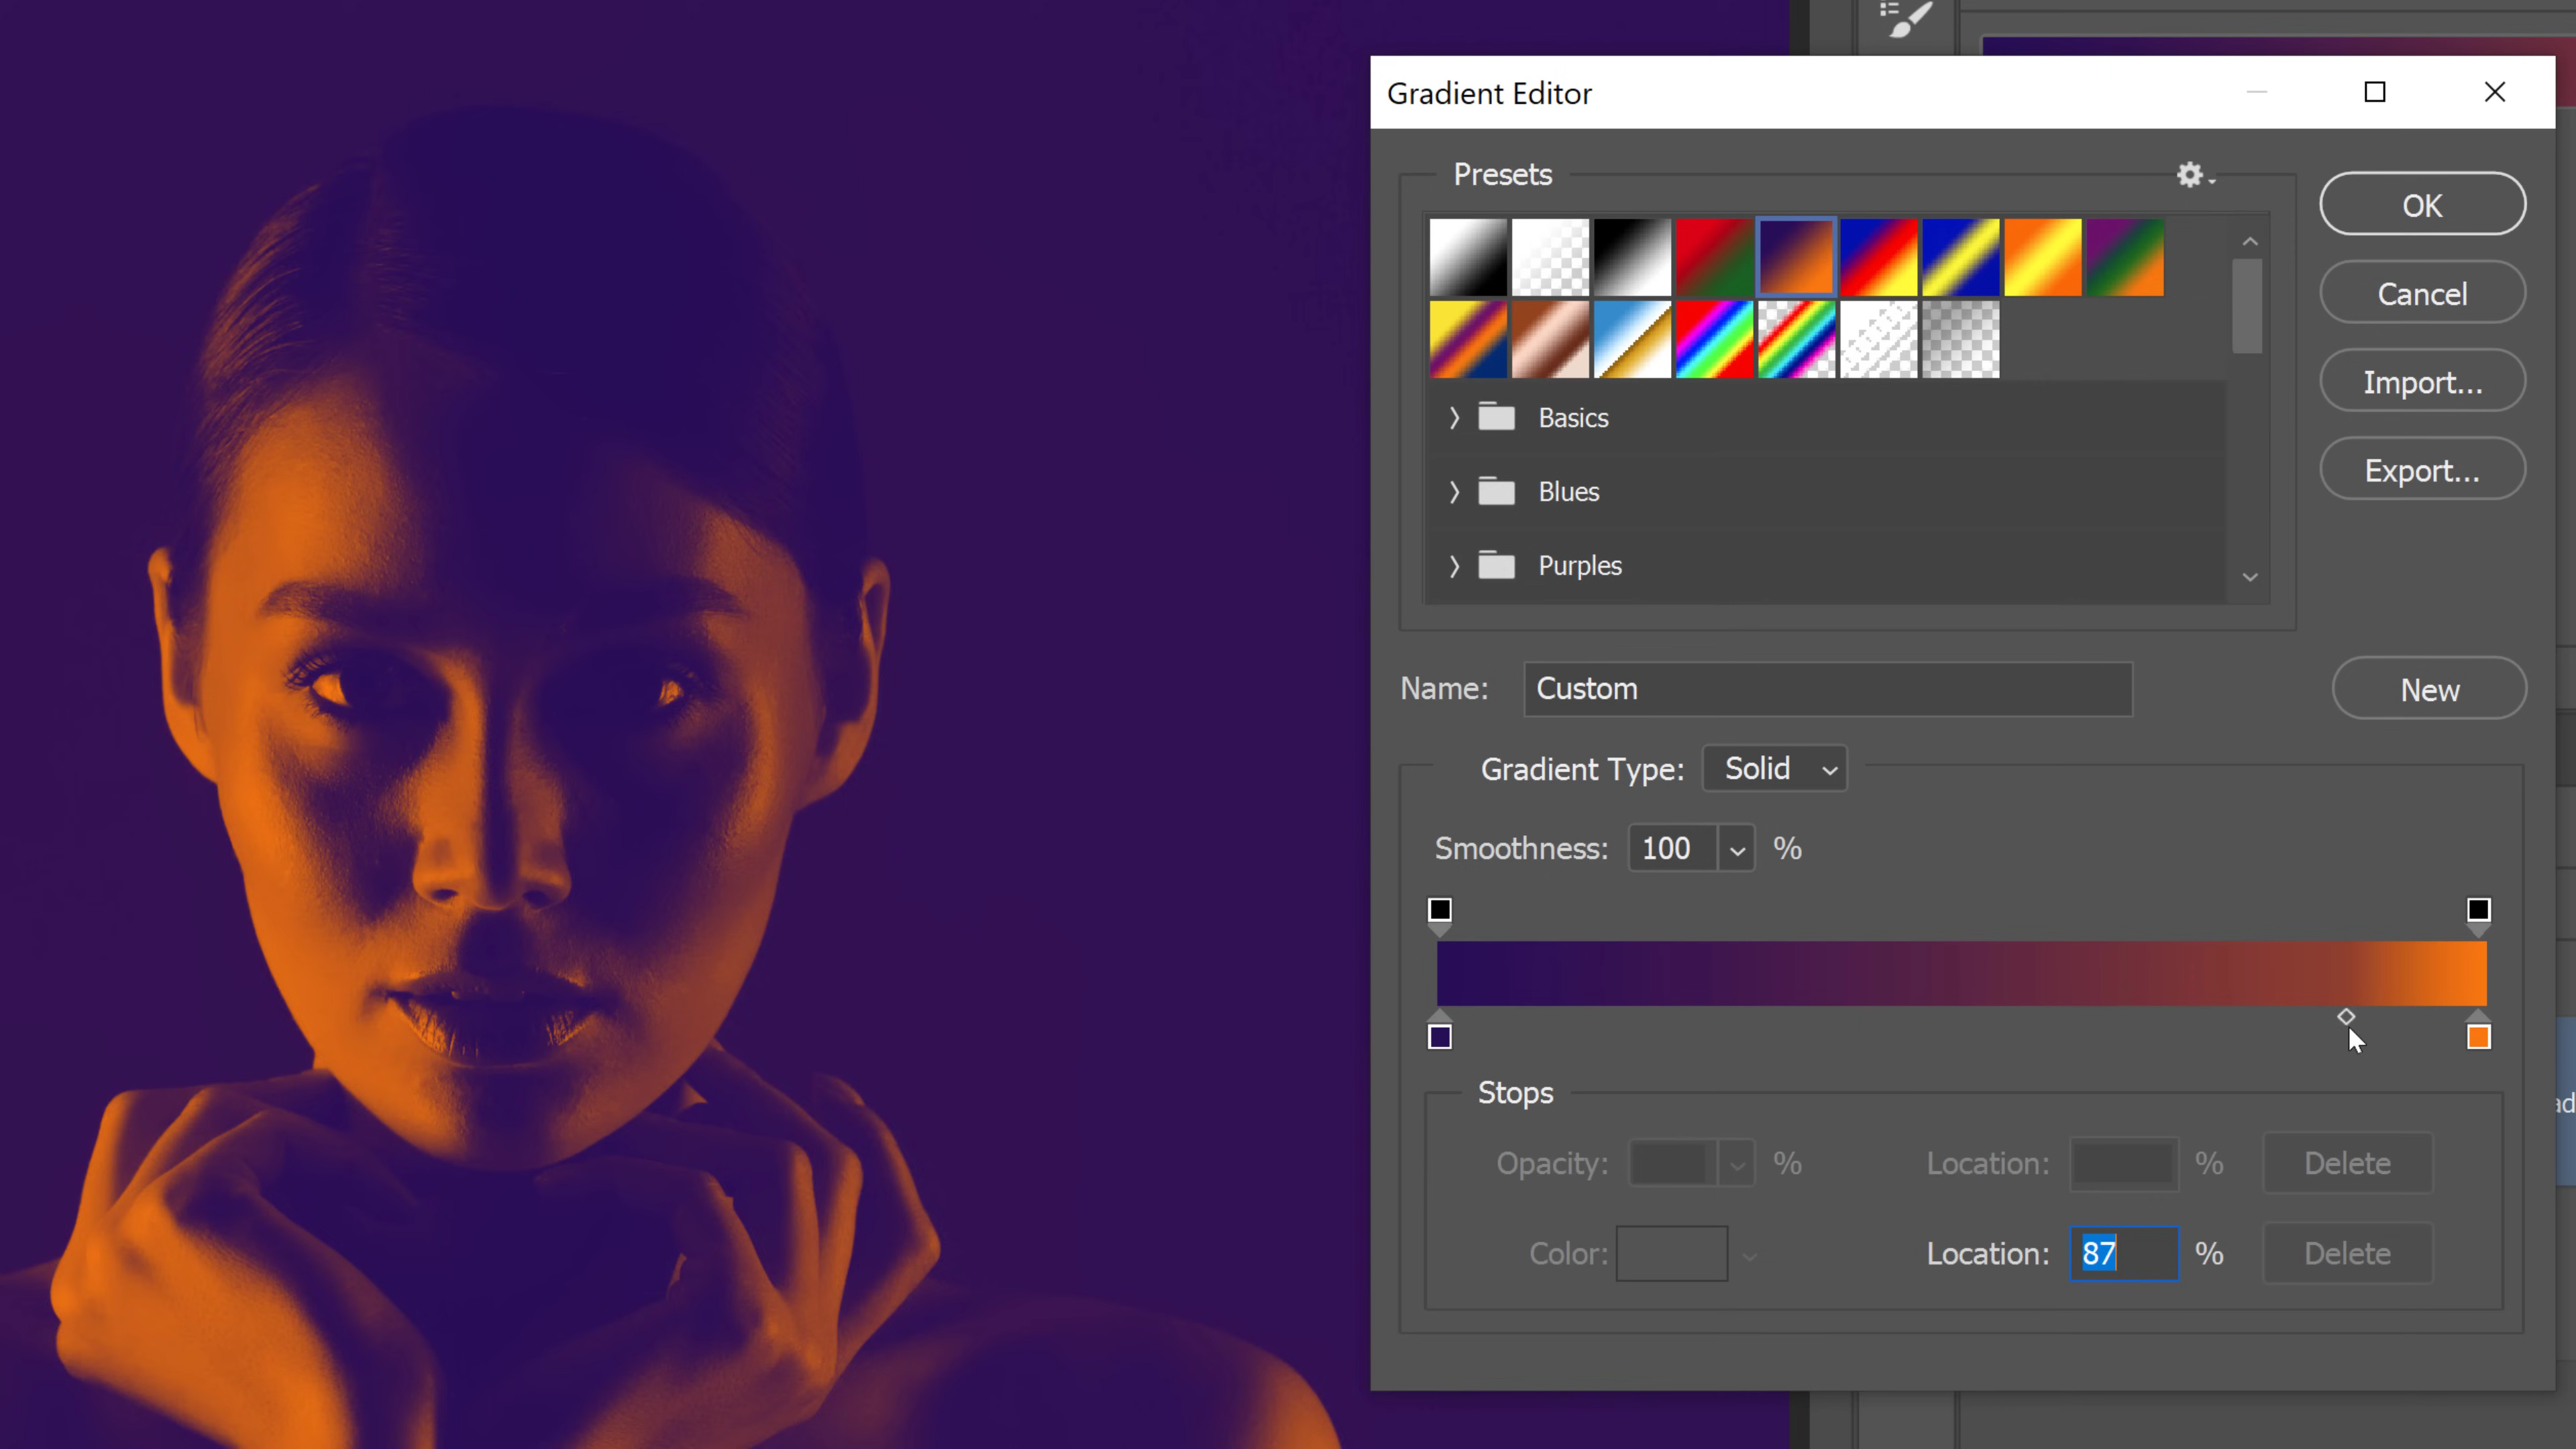 Gradient Editor
Presets
OK
Cancel
Import...
Export...
Basics
Blues
Purples
Name: Custom
New
Gradient Type: Solid
Smoothness: 100 %
Stops
Opacity: % Location: % Delete
Color: Location: 87 % Delete